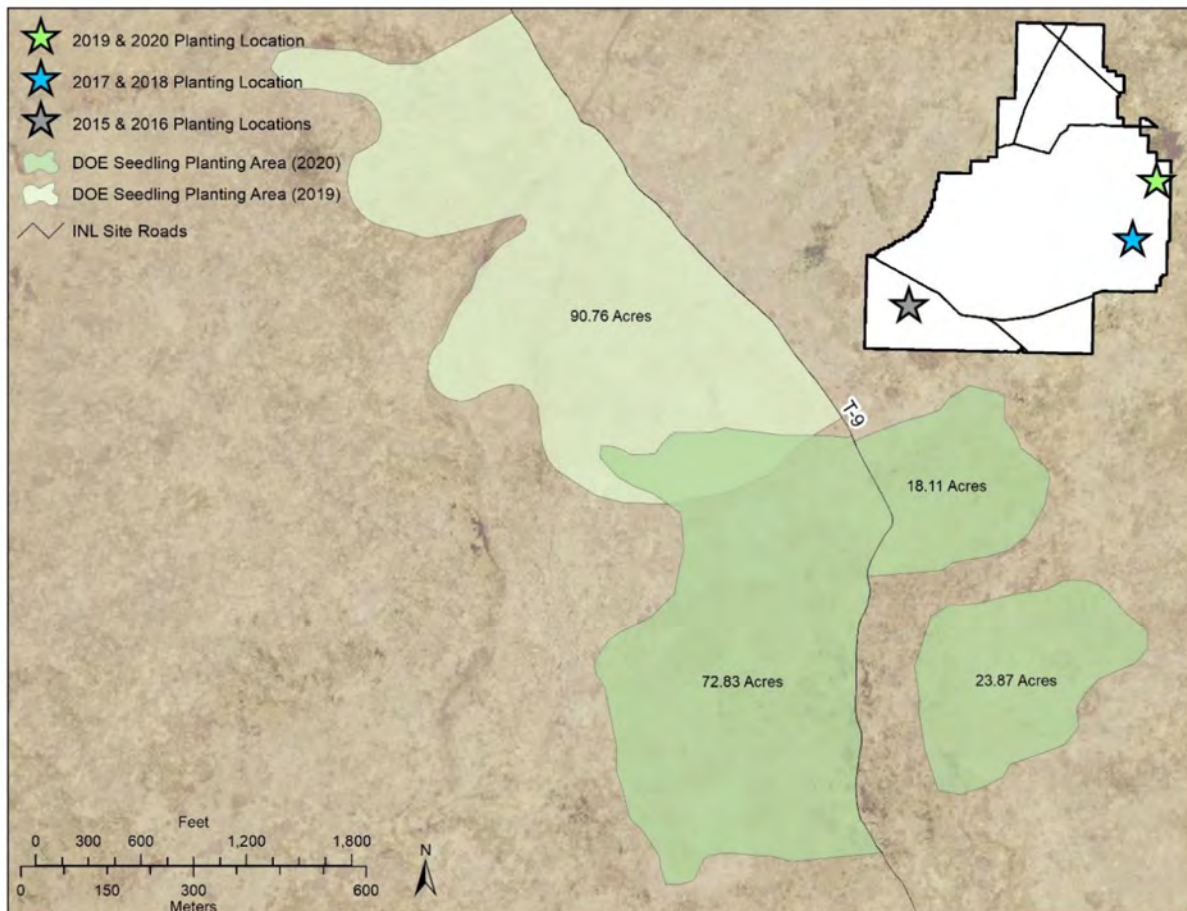 2019 & 2020 Planting Location
2017 & 2018 Planting Location
2015 & 2016 Planting Locations
DOE Seedling Planting Area (2020)
DOE Seedling Planting Area (2019)
INL Site Roads
90.76 Acres
T-9
18.11 Acres
72.83 Acres
23.87 Acres
Feet
0 300 600 1,200 1,800
0 150 300 600
Meters
N